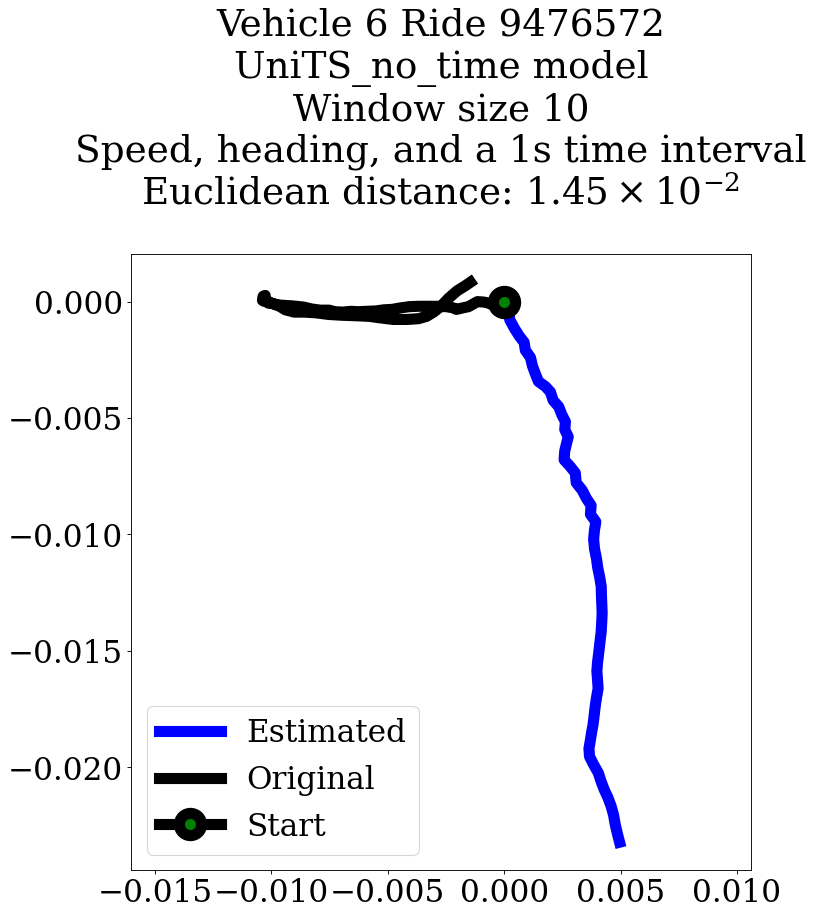 Vehicle 6 Ride 9476572
UniTS_no_time model
Window size 10
Speed, heading, and a 1s time interval
Euclidean distance: 1.45 × 10⁻²
0.000
−0.005
−0.010
−0.015
−0.020
Estimated
Original
Start
−0.015 −0.010 −0.005 0.000 0.005 0.010